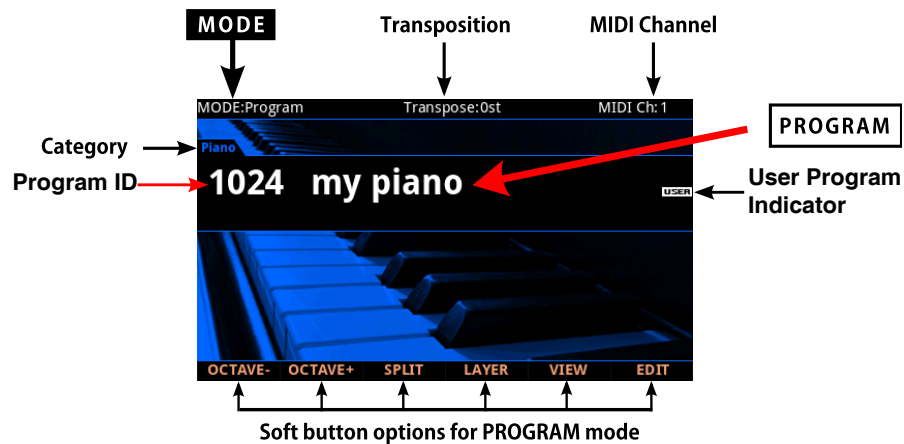 MODE
Transposition
MIDI Channel
MODE:Program
Transpose:0st
MIDI Ch:1
PROGRAM
Category
Piano
Program ID
1024 my piano
USER
User Program
Indicator
OCTAVE-
OCTAVE+
SPLIT
LAYER
VIEW
EDIT
Soft button options for PROGRAM mode